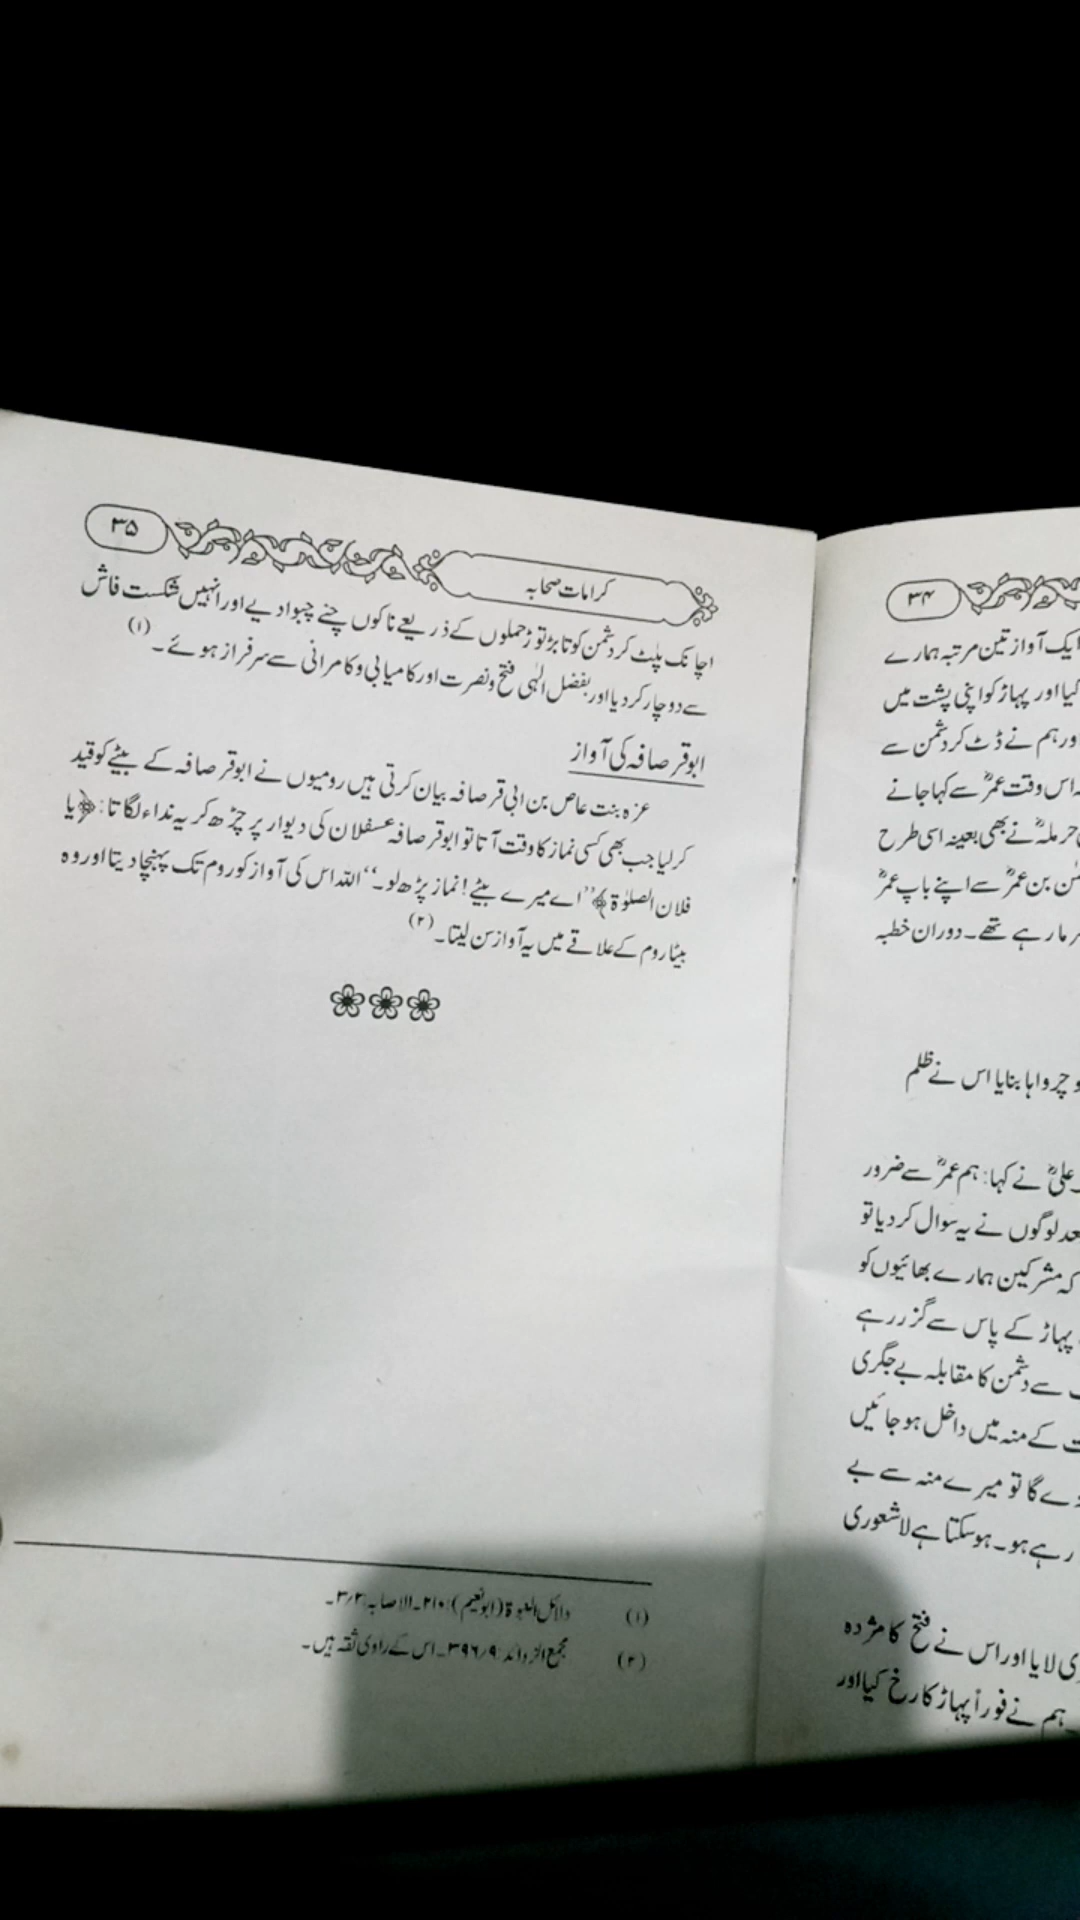 ۳۵
کرامات صحابہ
اچانک پلٹ کر دشمن کو تابڑ توڑ حملوں کے ذریعے ناکوں چنے چبوا دیے اور انہیں شکست فاش
سے دوچار کر دیا اور بفضل الٰہی فتح و نصرت اور کامیابی و کامرانی سے سرفراز ہوئے۔(۱)
ابوقرصافہ کی آواز
عزہ بنت عاص بن ابی قرصافہ بیان کرتی ہیں رومیوں نے ابوقرصافہ کے بیٹے کو قید
کر لیا جب بھی کسی نماز کا وقت آتا تو ابوقرصافہ عسفلان کی دیوار پر چڑھ کر یہ نداء لگاتا: ﴿یا
فلان الصلوٰۃ﴾ ’’اے میرے بیٹے! نماز پڑھ لو۔‘‘ اللہ اس کی آواز کو روم تک پہنچا دیتا اور وہ
بیٹا روم کے علاقے میں یہ آواز سن لیتا۔(۲)
(۱) دلائل النبوۃ (ابونعیم): ۲۱۰۔ الاصابہ: ۳/۳۔
(۲) مجمع الزوائد: ۳۹۶/۹۔ اس کے راوی ثقہ ہیں۔
۳۴
ایک آواز تین مرتبہ ہمارے
کیا اور پہاڑ کو اپنی پشت میں
ور ہم نے ڈٹ کر دشمن سے
اس وقت عمرؓ سے کہا جانے
حرملہؒ نے بھی بعینہ اسی طرح
بن عمرؓ سے اپنے باپ عمرؓ
رما رہے تھے۔ دوران خطبہ
و چرواہا بنایا اس نے ظلم
علیؓ نے کہا: ہم عمرؓ سے ضرور
عد لوگوں نے یہ سوال کر دیا تو
کہ مشرکین ہمارے بھائیوں کو
پہاڑ کے پاس سے گزر رہے
سے دشمن کا مقابلہ بے جگری
ت کے منہ میں داخل ہو جائیں
ے گا تو میرے منہ سے بے
رہے ہو۔ ہو سکتا ہے لاشعوری
ی لایا اور اس نے فتح کا مژدہ
ہم نے فوراً پہاڑ کا رخ کیا اور